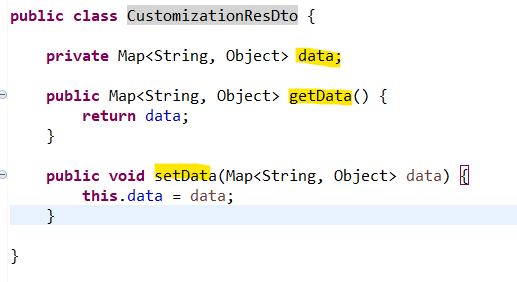 public class CustomizationResDto {
private Map<String, Object> data;
public Map<String, Object> getData() {
return data;
}
public void setData(Map<String, Object> data) {
this.data = data;
}
}